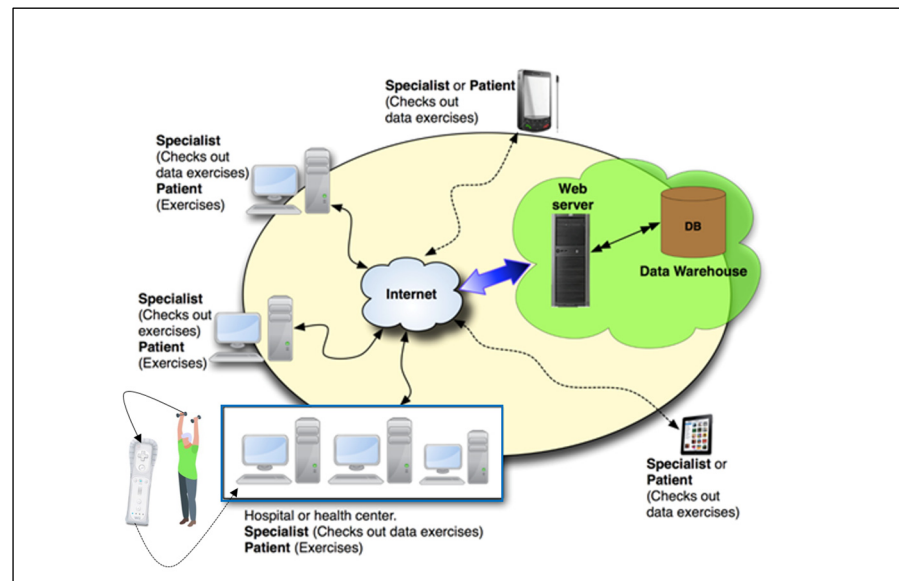 Specialist or Patient
(Checks out
data exercises)
Specialist
(Checks out
data exercises)
Patient
(Exercises)
Web
server
DB
Data Warehouse
Internet
Specialist
(Checks out
exercises)
Patient
(Exercises)
Specialist or
Patient
(Checks out
data exercises)
Hospital or health center.
Specialist (Checks out data exercises)
Patient (Exercises)